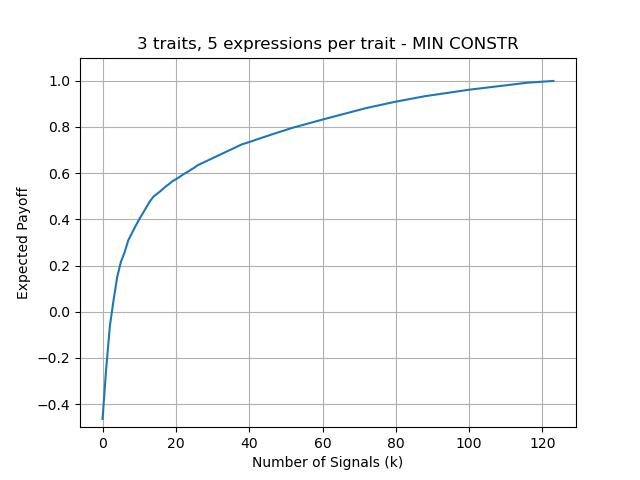 3 traits, 5 expressions per trait - MIN CONSTR
1.0
0.8
0.6
0.4
0.2
0.0
−0.2
−0.4
Expected Payoff
0 20 40 60 80 100 120
Number of Signals (k)